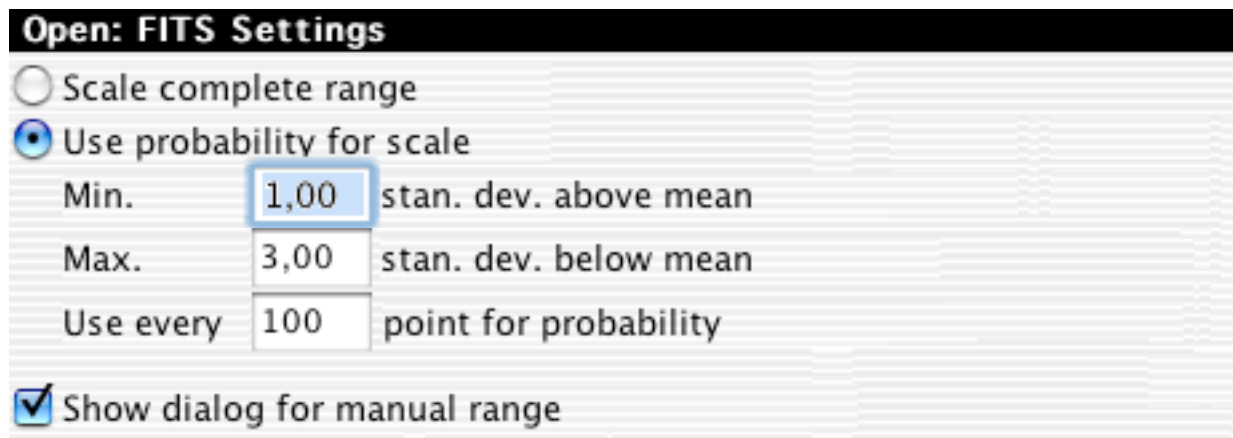 Open: FITS Settings
Scale complete range
Use probability for scale
Min. 1,00 stan. dev. above mean
Max. 3,00 stan. dev. below mean
Use every 100 point for probability
Show dialog for manual range